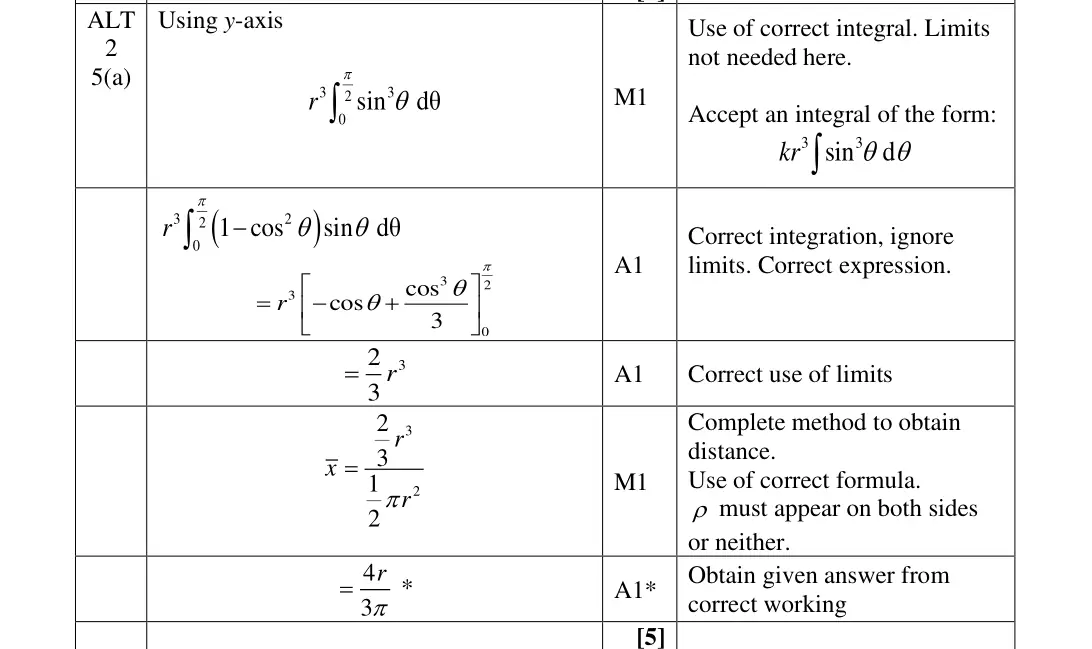 ALT
2
5(a)
Using y-axis
r³∫₀^(π/2) sin³θ dθ
M1
Use of correct integral. Limits
not needed here.
Accept an integral of the form:
kr³∫sin³θ dθ
r³∫₀^(π/2) (1−cos²θ)sinθ dθ
= r³[−cosθ + cos³θ/3]₀^(π/2)
A1
Correct integration, ignore
limits. Correct expression.
= 2/3 r³
A1
Correct use of limits
x̄ = (2/3 r³)/(1/2 πr²)
M1
Complete method to obtain
distance.
Use of correct formula.
ρ must appear on both sides
or neither.
= 4r/3π *
A1*
Obtain given answer from
correct working
[5]